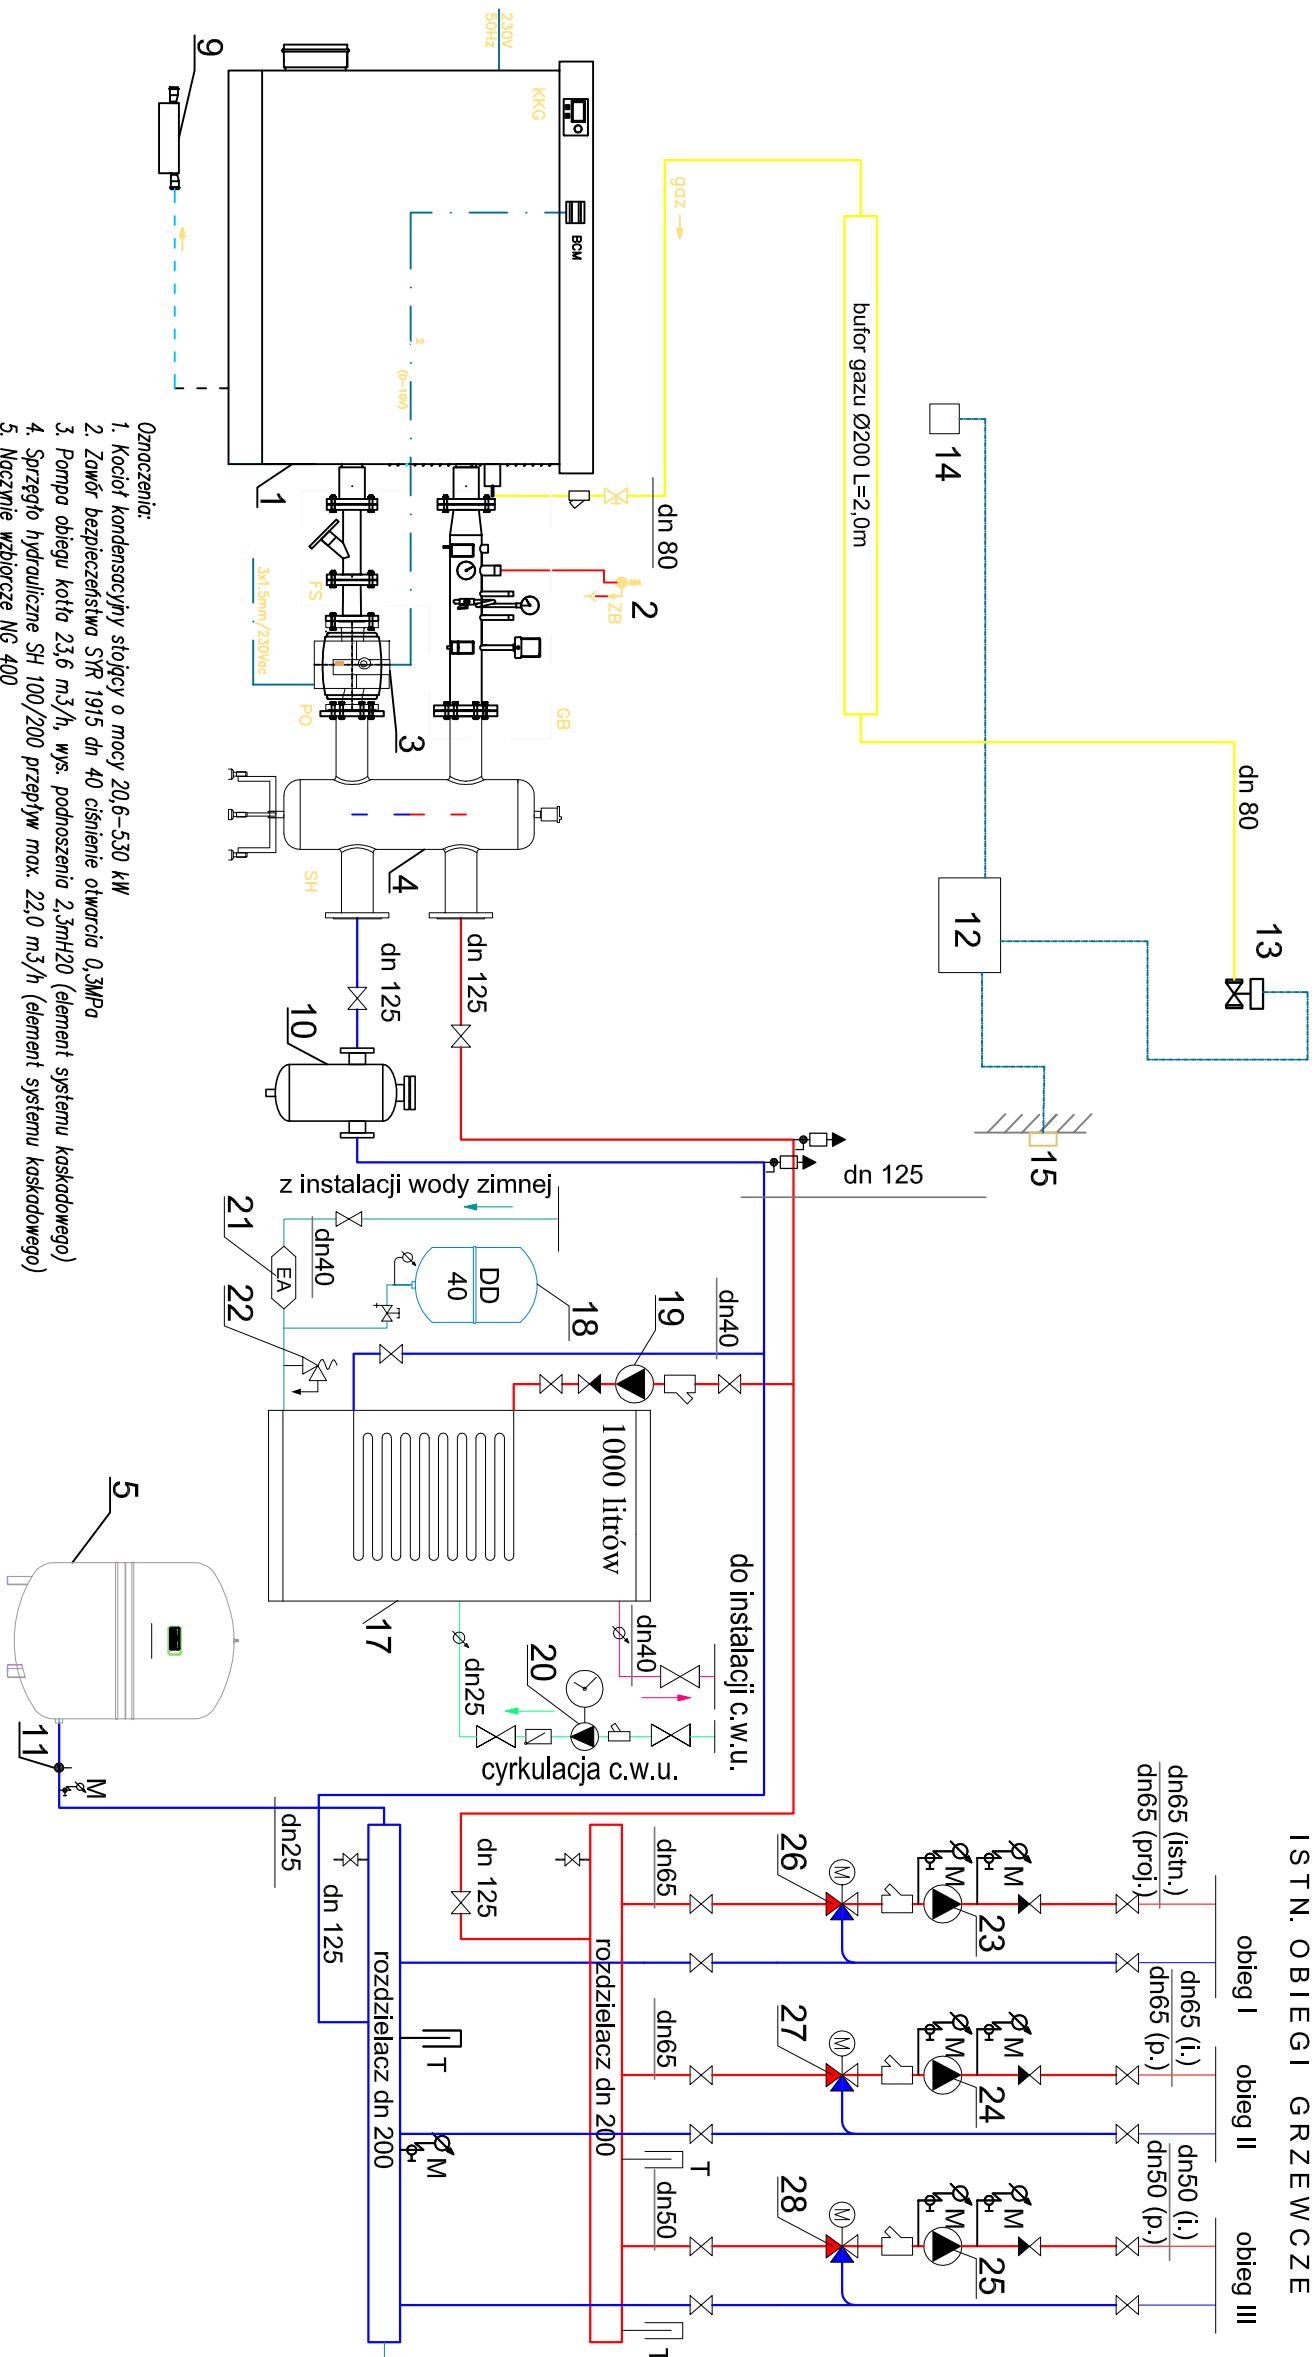 ISTN. OBIEGI GRZEWCZE
obieg I
obieg II
obieg III
dn65 (istn.)
dn65 (proj.)
dn65 (i.)
dn65 (p.)
dn50 (i.)
dn50 (p.)
M
M
23
M
M
24
M
M
25
26
M
27
M
28
M
dn65
dn65
dn50
T
T
rozdzielacz dn 200
rozdzielacz dn 200
T
M
dn 125
dn 125
dn25
M
11
5
13
dn 80
12
14
15
bufor gazu Ø200 L=2,0m
gaz
dn 80
230V
50Hz
KKG
BCM
2
(0-10V)
9
1
2
ZB
Y
GB
FS
PO
3x1.5mm/230Vac
3
4
SH
dn 125
dn 125
10
dn 125
z instalacji wody zimnej
21
EA
dn40
22
DD
40
18
19
dn40
1000 litrów
17
do instalacji c.w.u.
dn40
dn25
20
cyrkulacja c.w.u.
Oznaczenia:
1. Kocioł kondensacyjny stojący o mocy 20,6-530 kW
2. Zawór bezpieczeństwa SYR 1915 dn 40 ciśnienie otwarcia 0,3MPa
3. Pompa obiegu kotła 23,6 m3/h, wys. podnoszenia 2,3mH20 (element systemu kaskadowego)
4. Sprzęgło hydrauliczne SH 100/200 przepływ max. 22,0 m3/h (element systemu kaskadowego)
5. Naczynie wzbiorcze NG 400